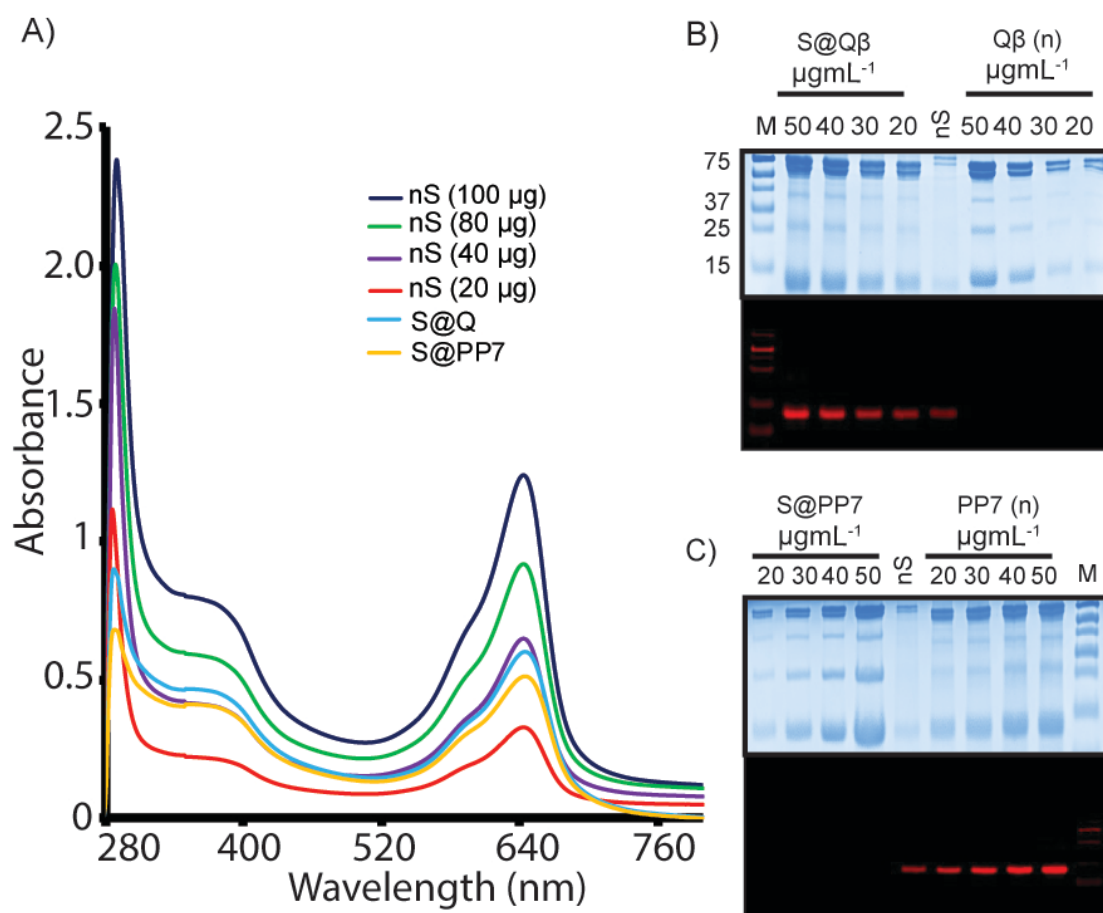 A)
Absorbance
2.5
2.0
1.5
1
0.5
0
280 400 520 640 760
Wavelength (nm)
nS (100 µg)
nS (80 µg)
nS (40 µg)
nS (20 µg)
S@Q
S@PP7
B)
S@Qβ Qβ (n)
µgmL⁻¹ µgmL⁻¹
M 50 40 30 20 nS 50 40 30 20
75
37
25
15
C)
S@PP7 PP7 (n)
µgmL⁻¹ µgmL⁻¹
20 30 40 50 nS 20 30 40 50 M